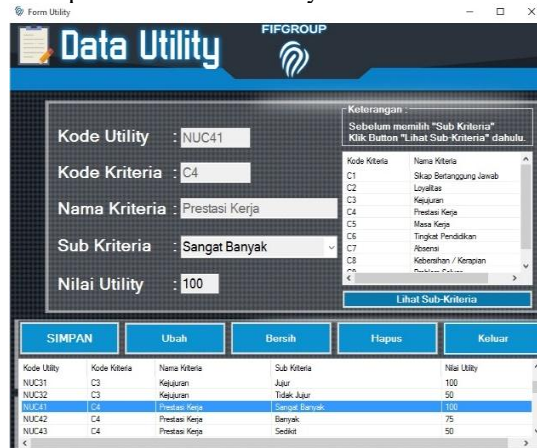 Form Utility
Data Utility
FIFGROUP
Keterangan :
Sebelum memilih "Sub Kriteria"
Klik Button "Lihat Sub-Kriteria" dahulu.
Kode Utility : NUC41
Kode Kriteria : C4
Nama Kriteria : Prestasi Kerja
Sub Kriteria : Sangat Banyak
Nilai Utility : 100
Kode Kriteria Nama Kriteria
C1 Sikap Bertanggung Jawab
C2 Loyalitas
C3 Kejujuran
C4 Prestasi Kerja
C5 Masa Kerja
C6 Tingkat Pendidikan
C7 Absensi
C8 Kebersihan / Kerapian
Lihat Sub-Kriteria
SIMPAN Ubah Bersih Hapus Keluar
Kode Utility Kode Kriteria Nama Kriteria Sub Kriteria Nilai Utility
NUC31 C3 Kejujuran Jujur 100
NUC32 C3 Kejujuran Tidak Jujur 50
NUC41 C4 Prestasi Kerja Sangat Banyak 100
NUC42 C4 Prestasi Kerja Banyak 75
NUC43 C4 Prestasi Kerja Sedikit 50